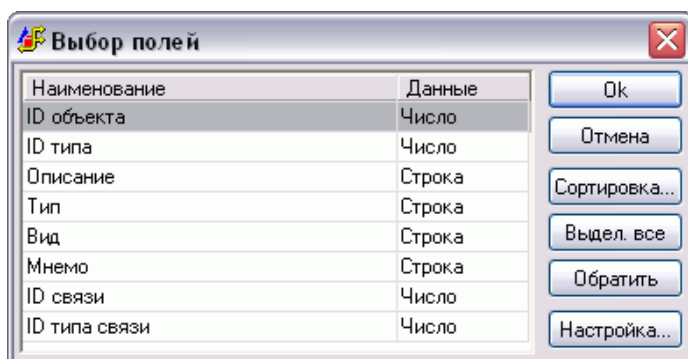 Выбор полей
Наименование Данные
ID объекта Число
ID типа Число
Описание Строка
Тип Строка
Вид Строка
Мнемо Строка
ID связи Число
ID типа связи Число
Ok
Отмена
Сортировка...
Выдел. все
Обратить
Настройка...